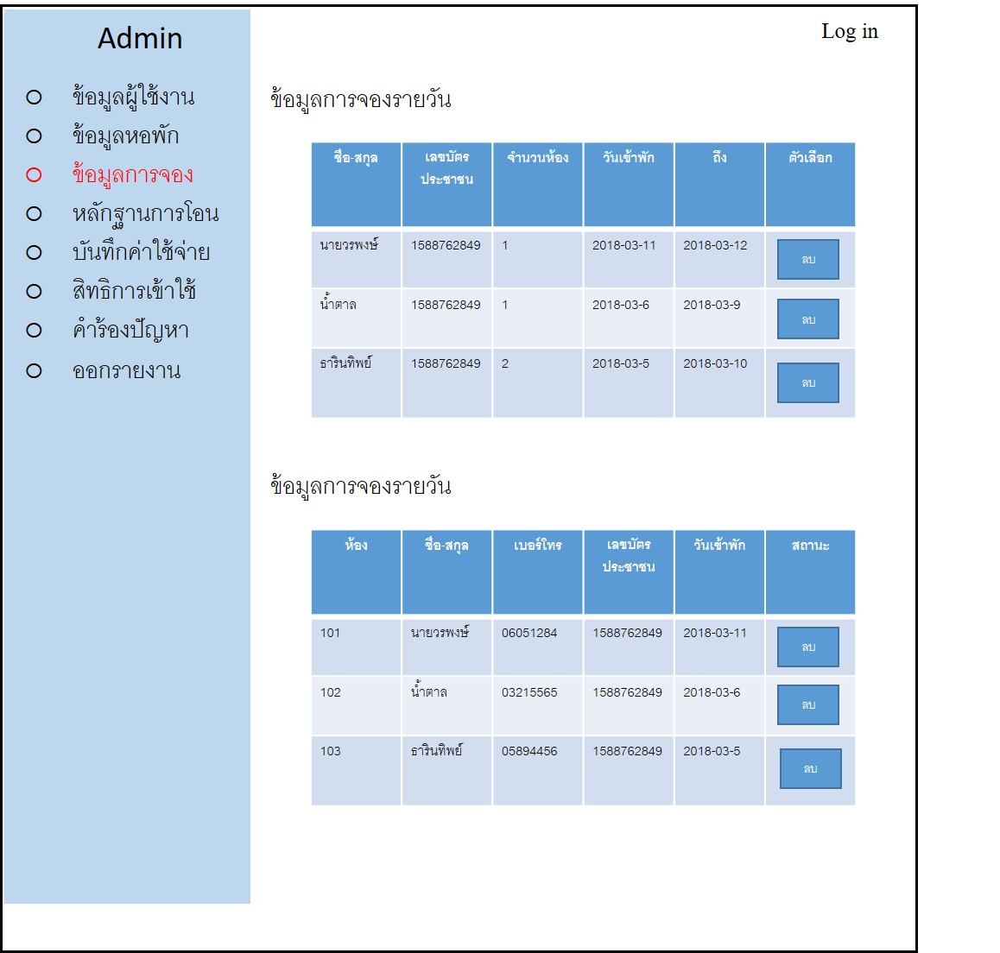 Admin
ข้อมูลผู้ใช้งาน
ข้อมูลหอพัก
ข้อมูลการจอง
หลักฐานการโอน
บันทึกค่าใช้จ่าย
สิทธิการเข้าใช้
คำร้องปัญหา
ออกรายงาน
Log in
ข้อมูลการจองรายวัน
ชื่อ-สกุล เลขบัตร จำนวนห้อง วันเข้าพัก ถึง ตัวเลือก
ประชาชน
นายวรพงษ์ 1588762849 1 2018-03-11 2018-03-12 ลบ
น้ำตาล 1588762849 1 2018-03-6 2018-03-9 ลบ
ธารินทิพย์ 1588762849 2 2018-03-5 2018-03-10 ลบ
ข้อมูลการจองรายวัน
ห้อง ชื่อ-สกุล เบอร์โทร เลขบัตร วันเข้าพัก สถานะ
ประชาชน
101 นายวรพงษ์ 06051284 1588762849 2018-03-11 ลบ
102 น้ำตาล 03215565 1588762849 2018-03-6 ลบ
103 ธารินทิพย์ 05894456 1588762849 2018-03-5 ลบ